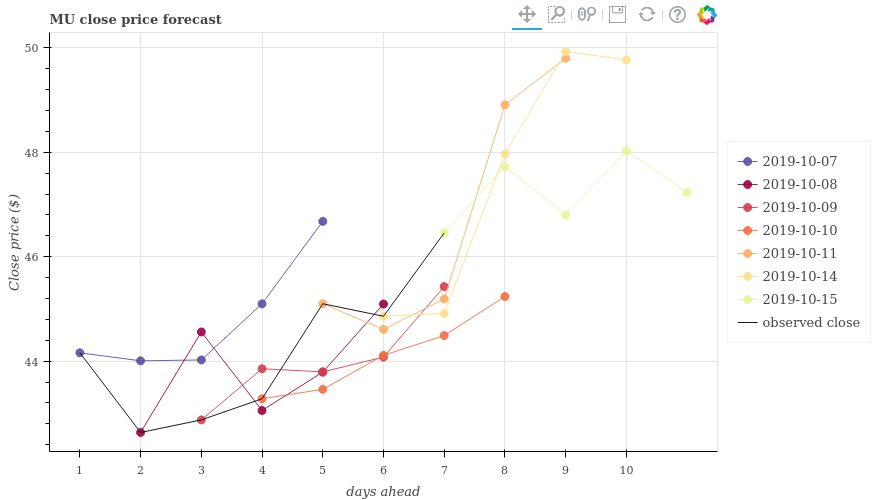 MU close price forecast
50
48
46
44
Close price ($)
1 2 3 4 5 6 7 8 9 10
days ahead
2019-10-07
2019-10-08
2019-10-09
2019-10-10
2019-10-11
2019-10-14
2019-10-15
observed close